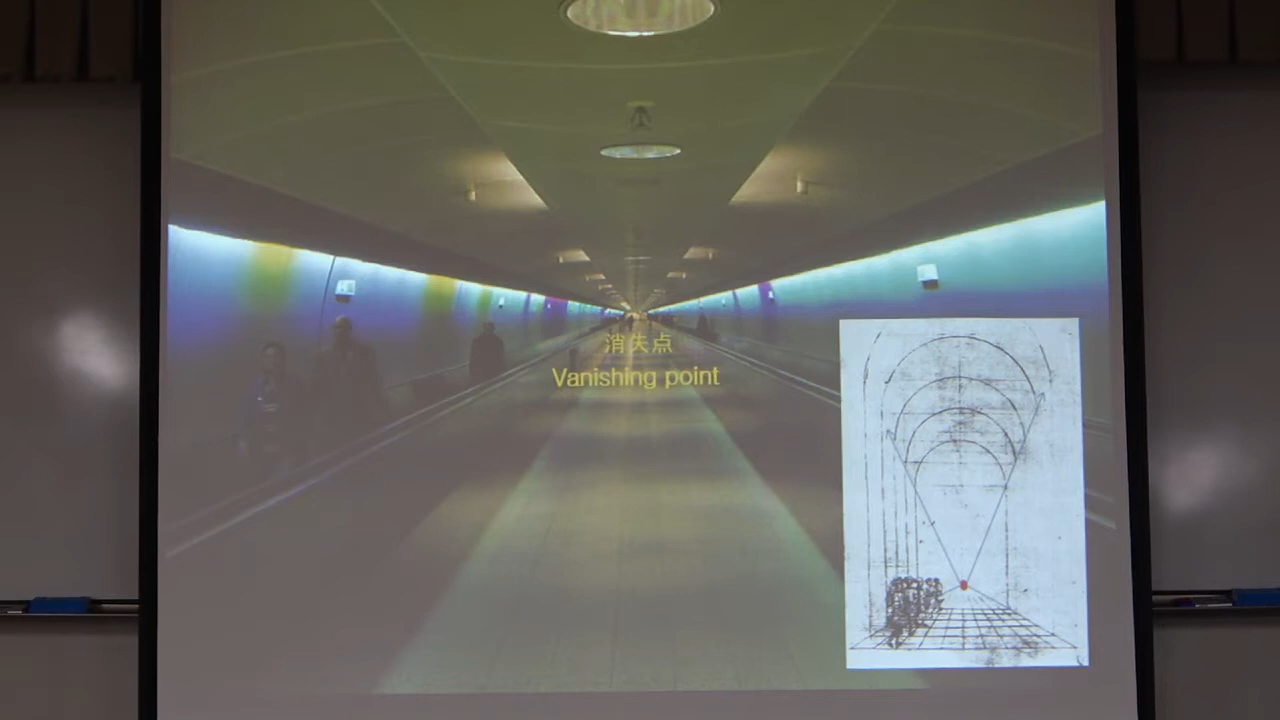 消失点
Vanishing point